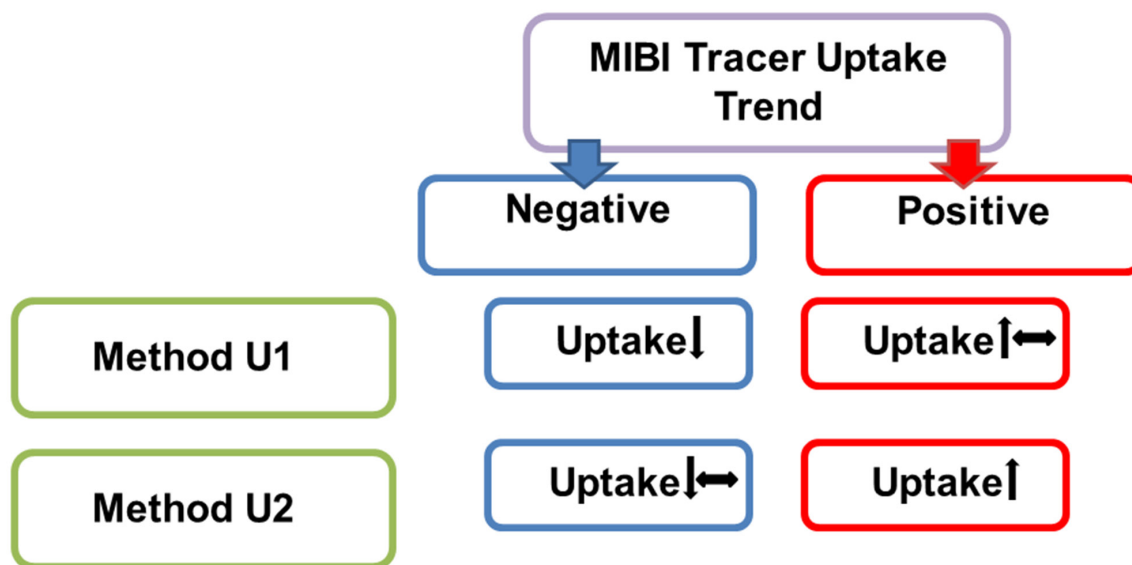 MIBI Tracer Uptake
Trend
Negative
Positive
Method U1
Uptake↓
Uptake↑↔
Method U2
Uptake↓↔
Uptake↑